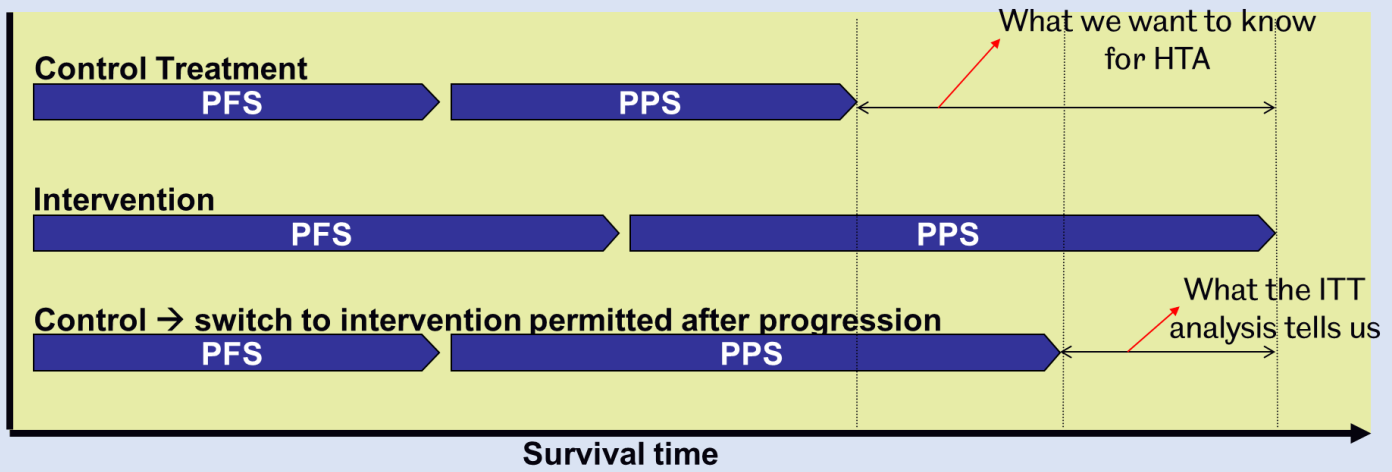 What we want to know
for HTA
Control Treatment
PFS
PPS
Intervention
PFS
PPS
What the ITT
analysis tells us
Control → switch to intervention permitted after progression
PFS
PPS
Survival time